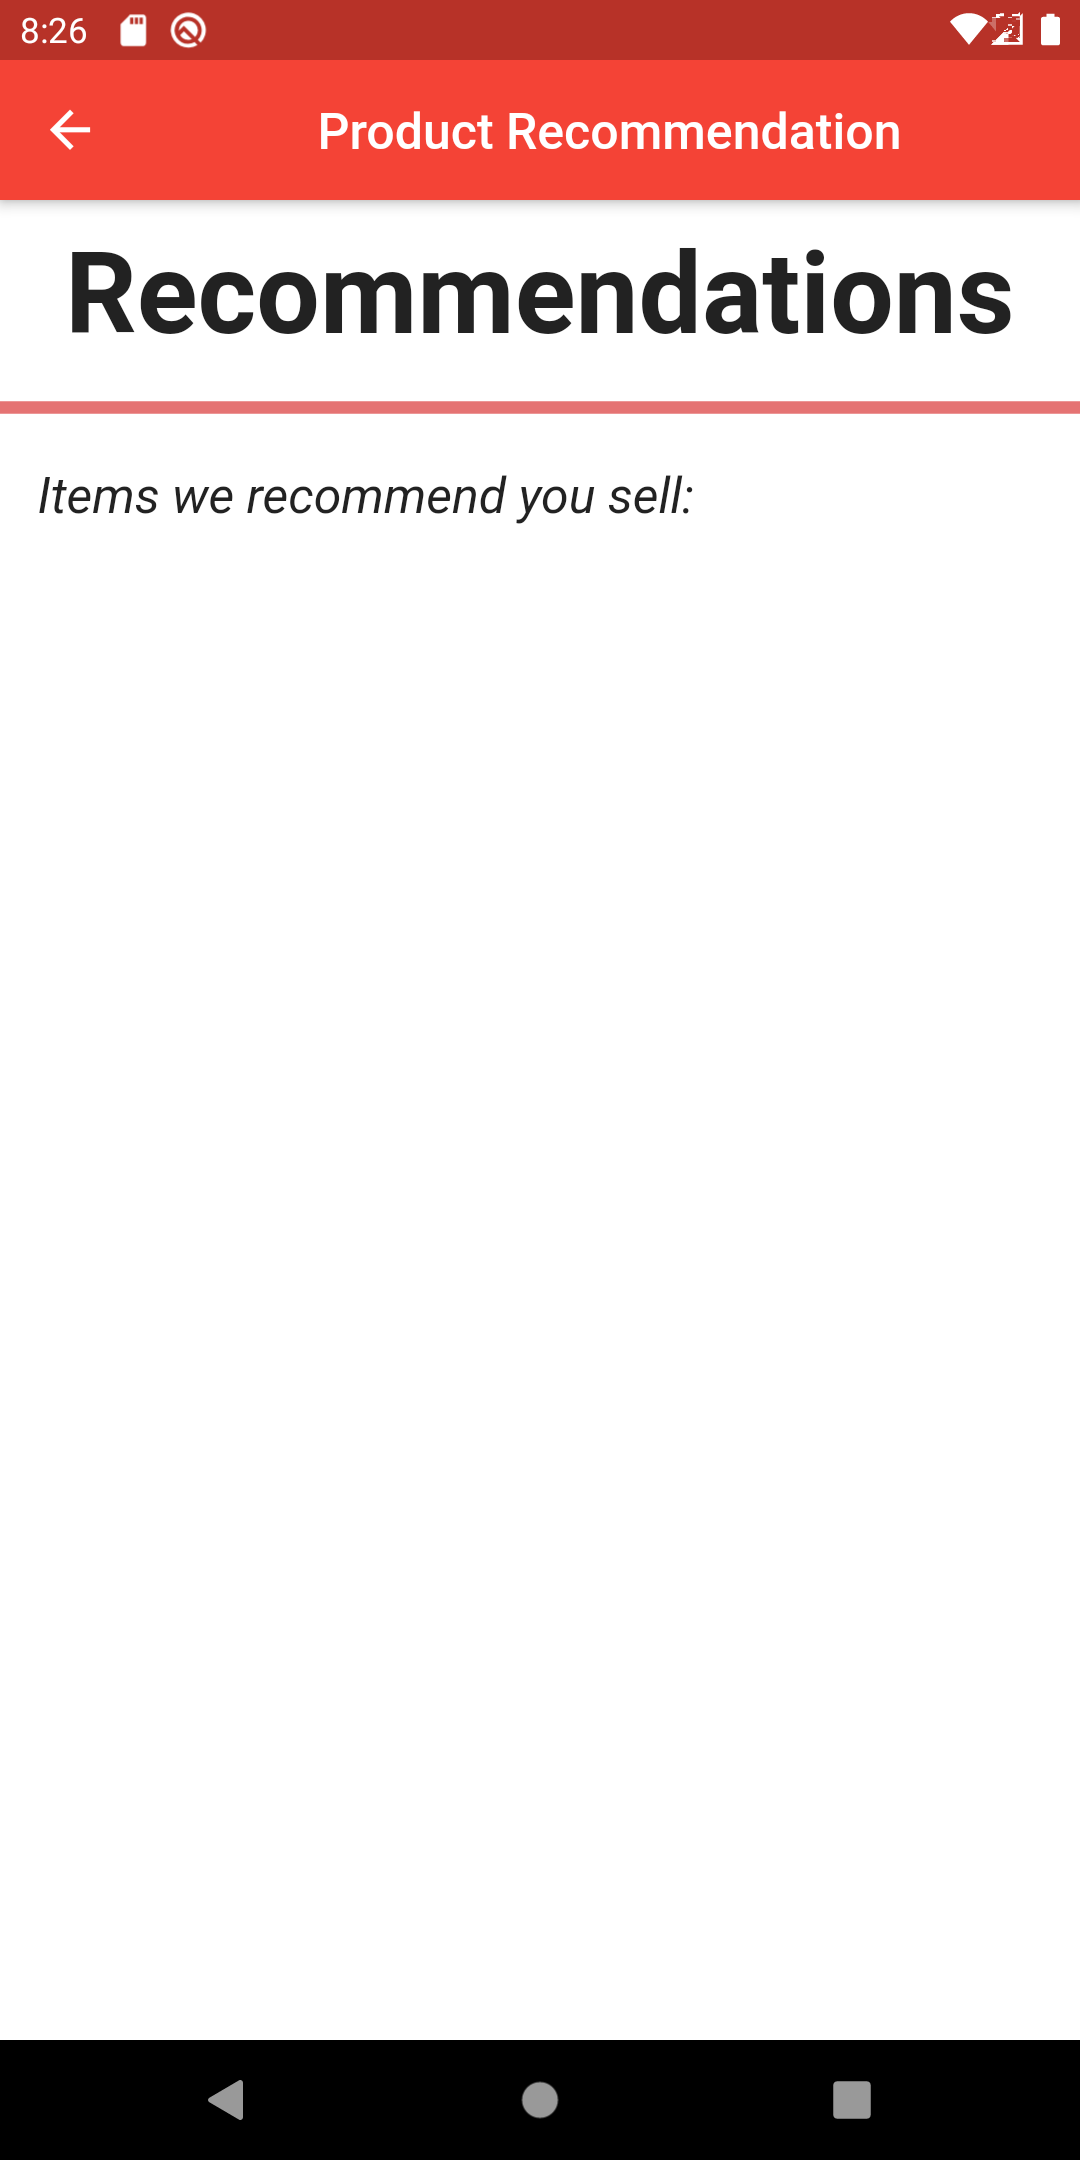 8:26
Product Recommendation
Recommendations
Items we recommend you sell: